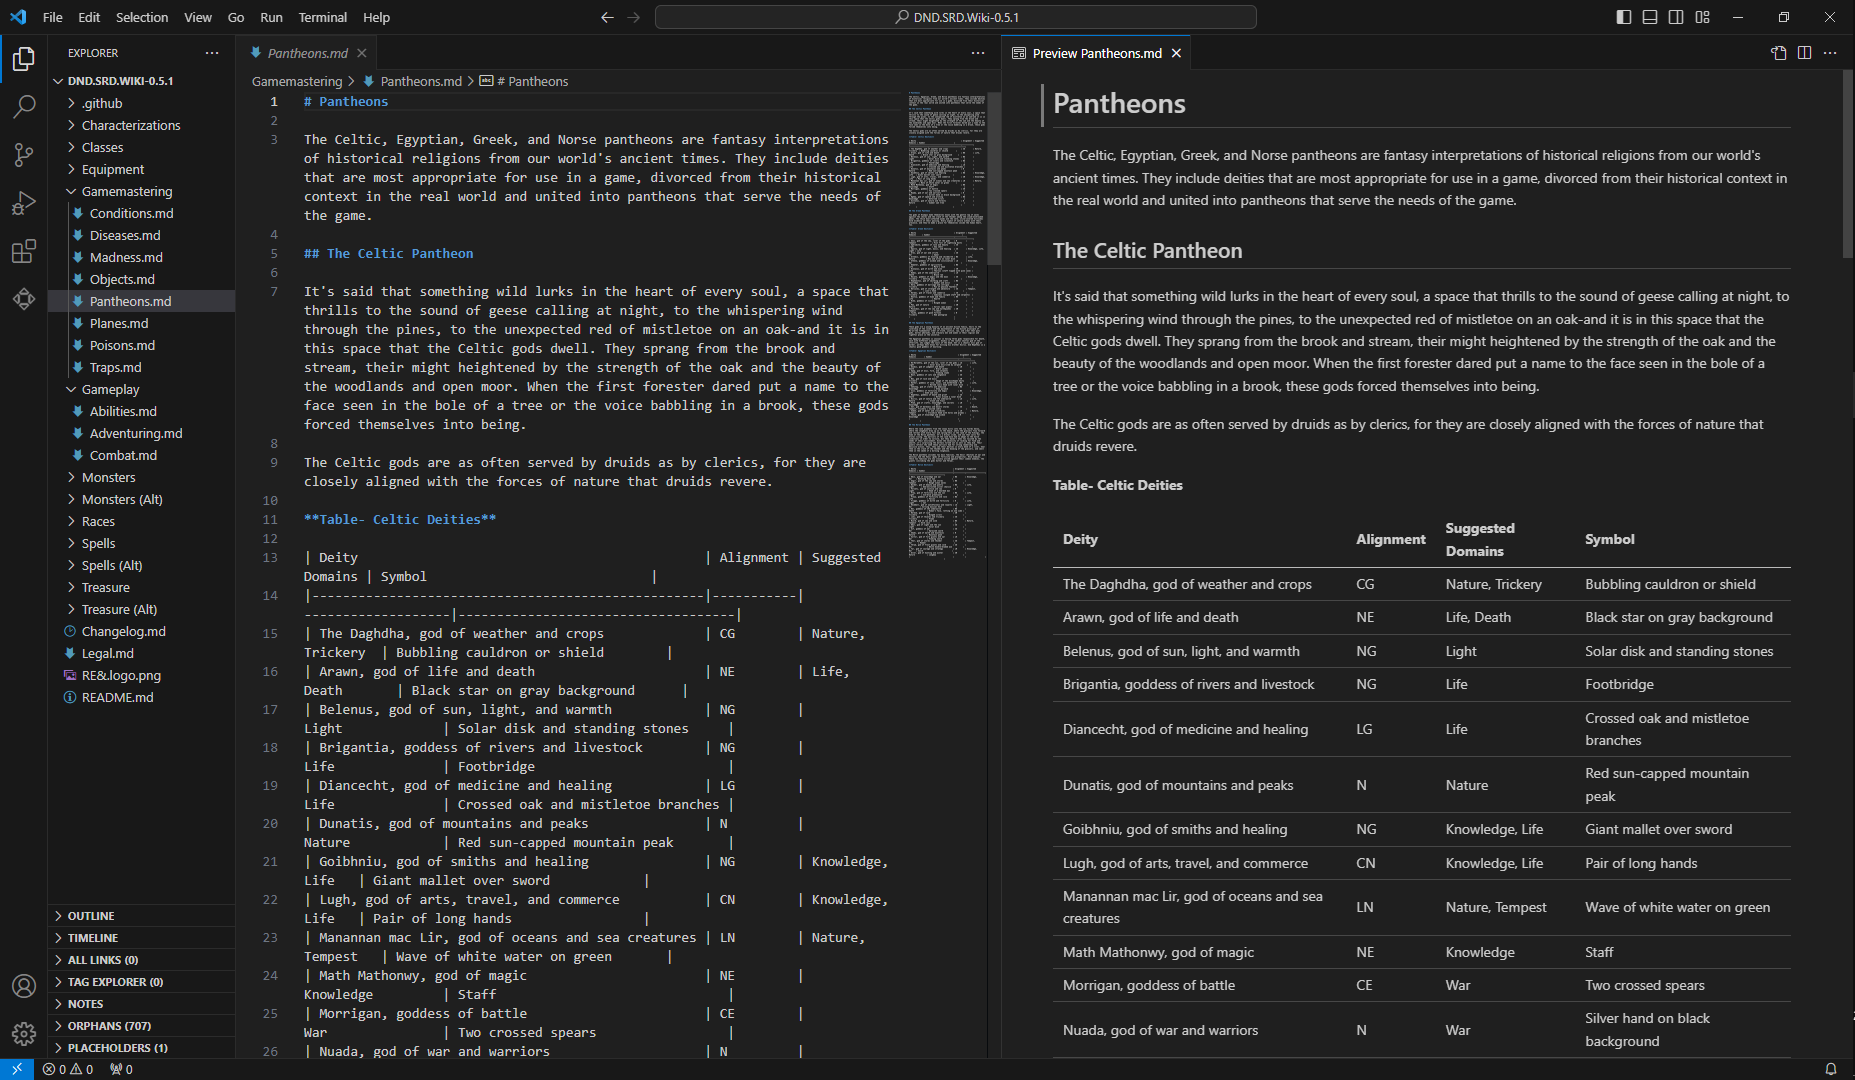 File Edit Selection View Go Run Terminal Help
DND.SRD.Wiki-0.5.1
EXPLORER
DND.SRD.WIKI-0.5.1
.github
Characterizations
Classes
Equipment
Gamemastering
Conditions.md
Diseases.md
Madness.md
Objects.md
Pantheons.md
Planes.md
Poisons.md
Traps.md
Gameplay
Abilities.md
Adventuring.md
Combat.md
Monsters
Monsters (Alt)
Races
Spells
Spells (Alt)
Treasure
Treasure (Alt)
Changelog.md
Legal.md
RE&.logo.png
README.md
OUTLINE
TIMELINE
ALL LINKS (0)
TAG EXPLORER (0)
NOTES
ORPHANS (707)
PLACEHOLDERS (1)
Pantheons.md
Gamemastering > Pantheons.md > # Pantheons
1 # Pantheons
2
3 The Celtic, Egyptian, Greek, and Norse pantheons are fantasy interpretations
of historical religions from our world's ancient times. They include deities
that are most appropriate for use in a game, divorced from their historical
context in the real world and united into pantheons that serve the needs of
the game.
4
5 ## The Celtic Pantheon
6
7 It's said that something wild lurks in the heart of every soul, a space that
thrills to the sound of geese calling at night, to the whispering wind
through the pines, to the unexpected red of mistletoe on an oak-and it is in
this space that the Celtic gods dwell. They sprang from the brook and
stream, their might heightened by the strength of the oak and the beauty of
the woodlands and open moor. When the first forester dared put a name to the
face seen in the bole of a tree or the voice babbling in a brook, these gods
forced themselves into being.
8
9 The Celtic gods are as often served by druids as by clerics, for they are
closely aligned with the forces of nature that druids revere.
10
11 **Table- Celtic Deities**
12
13 | Deity | Alignment | Suggested
Domains | Symbol |
14 |---------------------------------------------------|-----------|
-------------------|------------------------------------|
15 | The Daghdha, god of weather and crops | CG | Nature,
Trickery | Bubbling cauldron or shield |
16 | Arawn, god of life and death | NE | Life,
Death | Black star on gray background |
17 | Belenus, god of sun, light, and warmth | NG |
Light | Solar disk and standing stones |
18 | Brigantia, goddess of rivers and livestock | NG |
Life | Footbridge |
19 | Diancecht, god of medicine and healing | LG |
Life | Crossed oak and mistletoe branches |
20 | Dunatis, god of mountains and peaks | N |
Nature | Red sun-capped mountain peak |
21 | Goibhniu, god of smiths and healing | NG | Knowledge,
Life | Giant mallet over sword |
22 | Lugh, god of arts, travel, and commerce | CN | Knowledge,
Life | Pair of long hands |
23 | Manannan mac Lir, god of oceans and sea creatures | LN | Nature,
Tempest | Wave of white water on green |
24 | Math Mathonwy, god of magic | NE |
Knowledge | Staff |
25 | Morrigan, goddess of battle | CE |
War | Two crossed spears |
26 | Nuada, god of war and warriors | N |
Preview Pantheons.md
Pantheons
The Celtic, Egyptian, Greek, and Norse pantheons are fantasy interpretations of historical religions from our world's
ancient times. They include deities that are most appropriate for use in a game, divorced from their historical context in
the real world and united into pantheons that serve the needs of the game.
The Celtic Pantheon
It's said that something wild lurks in the heart of every soul, a space that thrills to the sound of geese calling at night, to
the whispering wind through the pines, to the unexpected red of mistletoe on an oak-and it is in this space that the
Celtic gods dwell. They sprang from the brook and stream, their might heightened by the strength of the oak and the
beauty of the woodlands and open moor. When the first forester dared put a name to the face seen in the bole of a
tree or the voice babbling in a brook, these gods forced themselves into being.
The Celtic gods are as often served by druids as by clerics, for they are closely aligned with the forces of nature that
druids revere.
Table- Celtic Deities
Deity Alignment Suggested Domains Symbol
The Daghdha, god of weather and crops CG Nature, Trickery Bubbling cauldron or shield
Arawn, god of life and death NE Life, Death Black star on gray background
Belenus, god of sun, light, and warmth NG Light Solar disk and standing stones
Brigantia, goddess of rivers and livestock NG Life Footbridge
Diancecht, god of medicine and healing LG Life Crossed oak and mistletoe branches
Dunatis, god of mountains and peaks N Nature Red sun-capped mountain peak
Goibhniu, god of smiths and healing NG Knowledge, Life Giant mallet over sword
Lugh, god of arts, travel, and commerce CN Knowledge, Life Pair of long hands
Manannan mac Lir, god of oceans and sea creatures LN Nature, Tempest Wave of white water on green
Math Mathonwy, god of magic NE Knowledge Staff
Morrigan, goddess of battle CE War Two crossed spears
Nuada, god of war and warriors N War Silver hand on black background
0 0 0